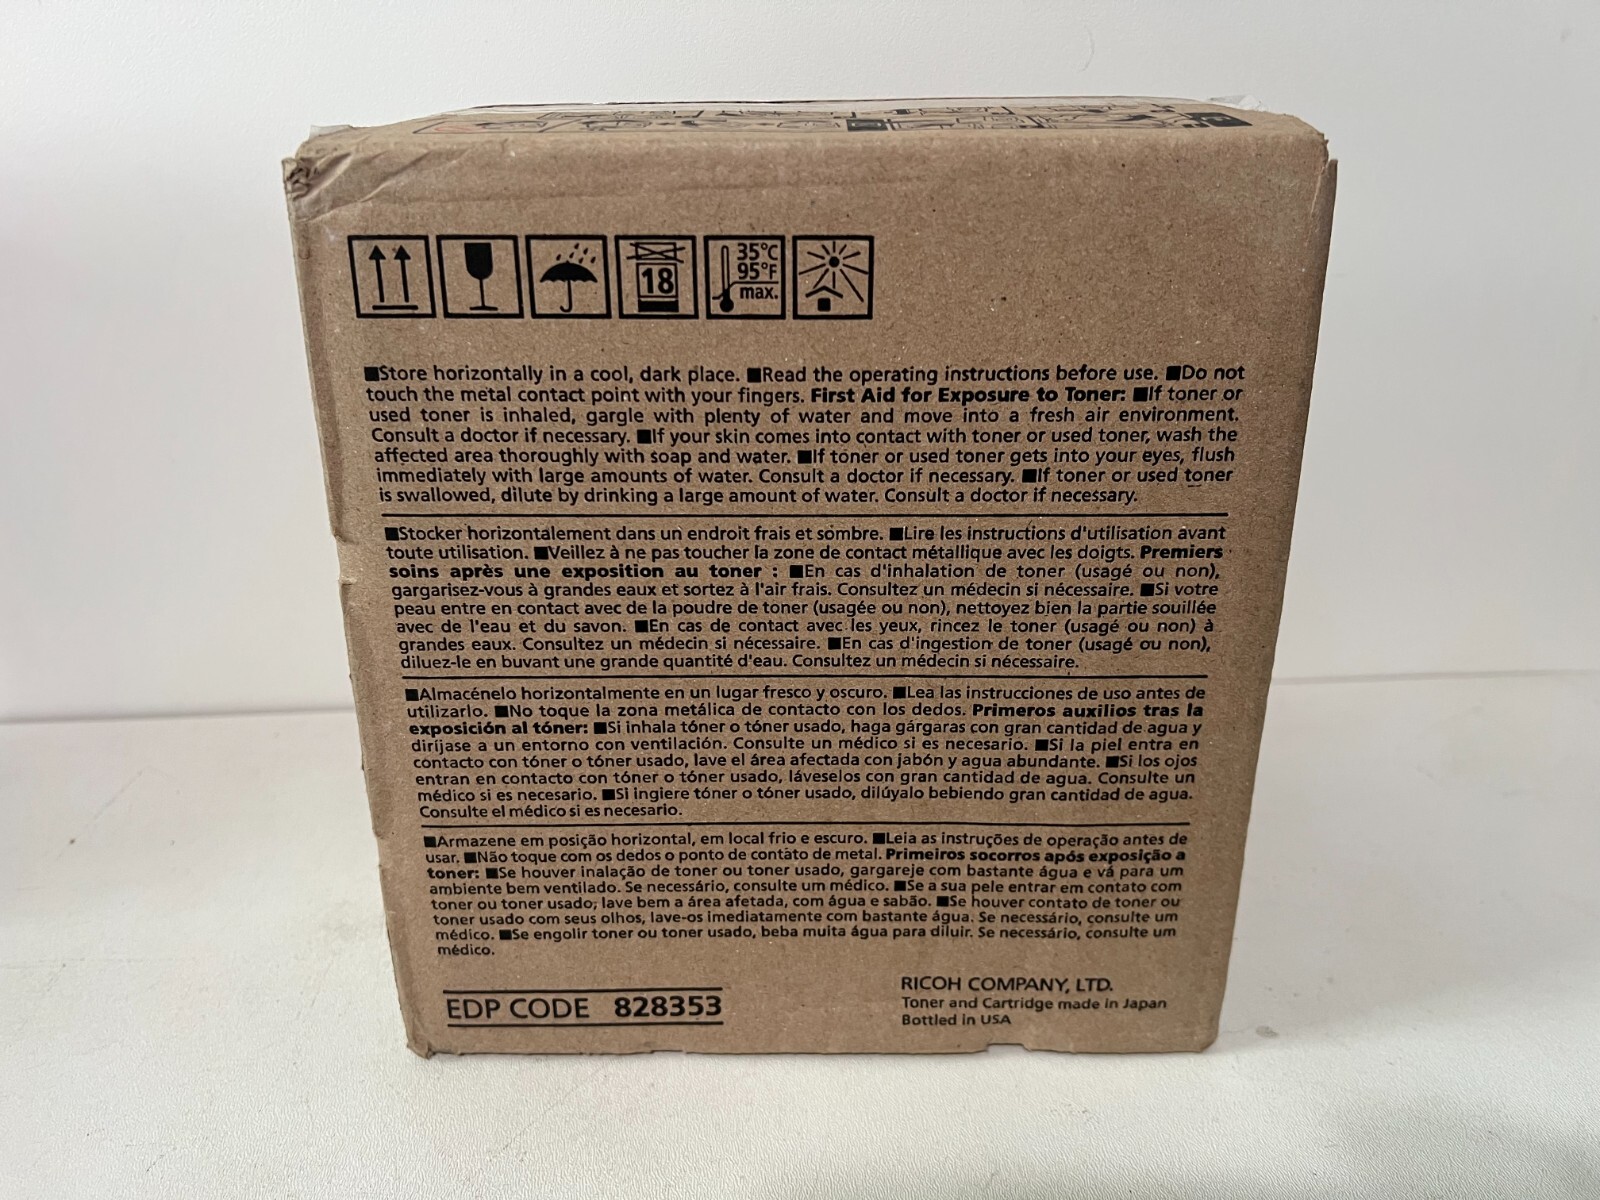 18
35°C
95°F
max.
■Store horizontally in a cool, dark place. ■Read the operating instructions before use. ■Do not
touch the metal contact point with your fingers. First Aid for Exposure to Toner: ■If toner or
used toner is inhaled, gargle with plenty of water and move into a fresh air environment.
Consult a doctor if necessary. ■If your skin comes into contact with toner or used toner, wash the
affected area thoroughly with soap and water. ■If toner or used toner gets into your eyes, flush
immediately with large amounts of water. Consult a doctor if necessary. ■If toner or used toner
is swallowed, dilute by drinking a large amount of water. Consult a doctor if necessary.
■Stocker horizontalement dans un endroit frais et sombre. ■Lire les instructions d'utilisation avant
toute utilisation. ■Veillez à ne pas toucher la zone de contact métallique avec les doigts. Premiers
soins après une exposition au toner : ■En cas d'inhalation de toner (usagé ou non),
gargarisez-vous à grandes eaux et sortez à l'air frais. Consultez un médecin si nécessaire. ■Si votre
peau entre en contact avec de la poudre de toner (usagée ou non), nettoyez bien la partie souillée
avec de l'eau et du savon. ■En cas de contact avec les yeux, rincez le toner (usagé ou non) à
grandes eaux. Consultez un médecin si nécessaire. ■En cas d'ingestion de toner (usagé ou non),
diluez-le en buvant une grande quantité d'eau. Consultez un médecin si nécessaire.
■Almacénelo horizontalmente en un lugar fresco y oscuro. ■Lea las instrucciones de uso antes de
utilizarlo. ■No toque la zona metálica de contacto con los dedos. Primeros auxilios tras la
exposición al tóner: ■Si inhala tóner o tóner usado, haga gárgaras con gran cantidad de agua y
diríjase a un entorno con ventilación. Consulte un médico si es necesario. ■Si la piel entra en
contacto con tóner o tóner usado, lave el área afectada con jabón y agua abundante. ■Si los ojos
entran en contacto con tóner o tóner usado, láveselos con gran cantidad de agua. Consulte un
médico si es necesario. ■Si ingiere tóner o tóner usado, dilúyalo bebiendo gran cantidad de agua.
Consulte el médico si es necesario.
■Armazene em posição horizontal, em local frio e escuro. ■Leia as instruções de operação antes de
usar. ■Não toque com os dedos o ponto de contato de metal. Primeiros socorros após exposição a
toner: ■Se houver inalação de toner ou toner usado, gargareje com bastante água e vá para um
ambiente bem ventilado. Se necessário, consulte um médico. ■Se a sua pele entrar em contato com
toner ou toner usado, lave bem a área afetada, com água e sabão. ■Se houver contato de toner ou
toner usado com seus olhos, lave-os imediatamente com bastante água. Se necessário, consulte um
médico. ■Se engolir toner ou toner usado, beba muita água para diluir. Se necessário, consulte um
médico.
EDP CODE 828353
RICOH COMPANY, LTD.
Toner and Cartridge made in Japan
Bottled in USA